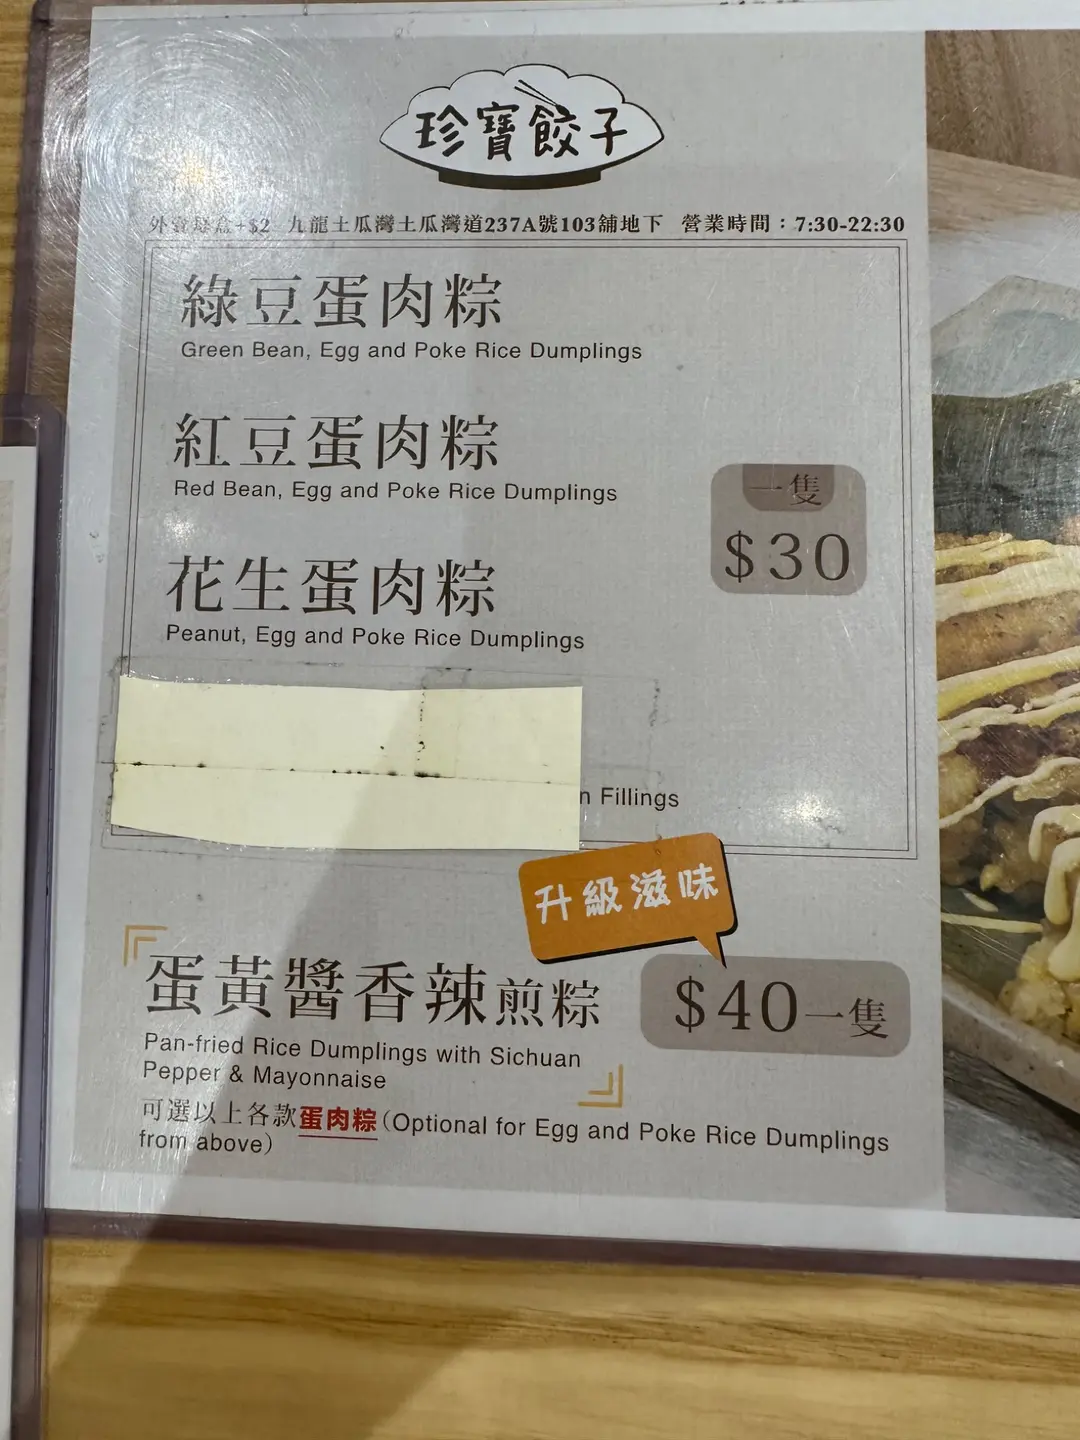 珍寶餃子
外賣每盒+$2 九龍土瓜灣土瓜灣道237A號103舖地下 營業時間：7:30-22:30
綠豆蛋肉粽
Green Bean, Egg and Poke Rice Dumplings
紅豆蛋肉粽
Red Bean, Egg and Poke Rice Dumplings
一隻
$30
花生蛋肉粽
Peanut, Egg and Poke Rice Dumplings
Fillings
升級滋味
蛋黃醬香辣煎粽
$40一隻
Pan-fried Rice Dumplings with Sichuan
Pepper & Mayonnaise
可選以上各款蛋肉粽(Optional for Egg and Poke Rice Dumplings
from above)